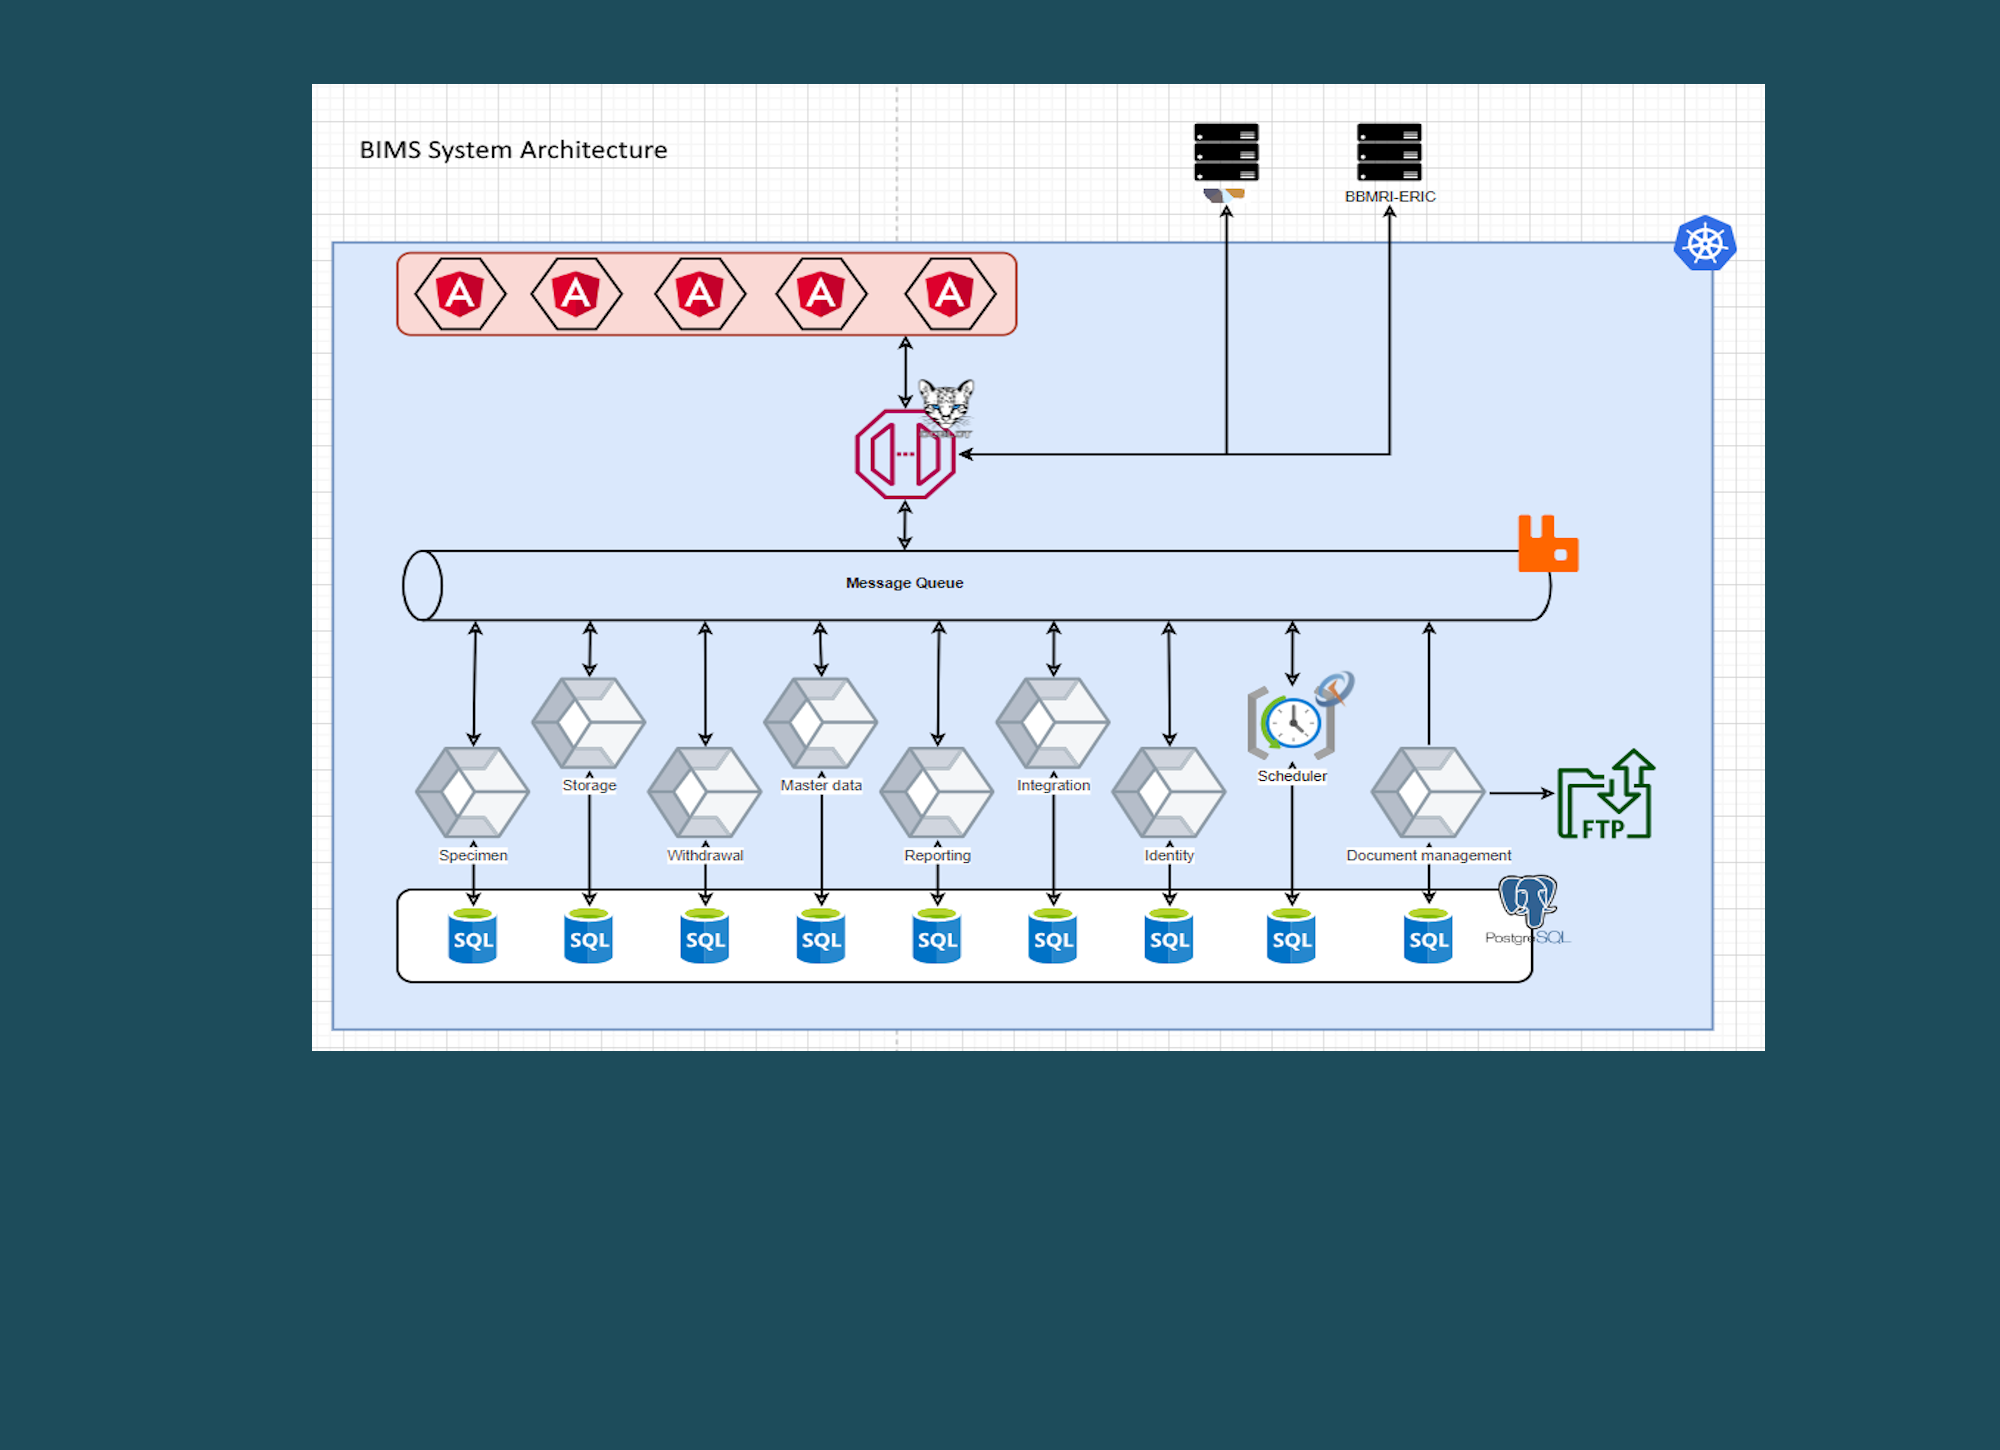 BIMS System Architecture
BBMRI-ERIC
A A A A A
Message Queue
Storage
Master data
Integration
Scheduler
FTP
Specimen
Withdrawal
Reporting
Identity
Document management
SQL SQL SQL SQL SQL SQL SQL SQL SQL
PostgreSQL